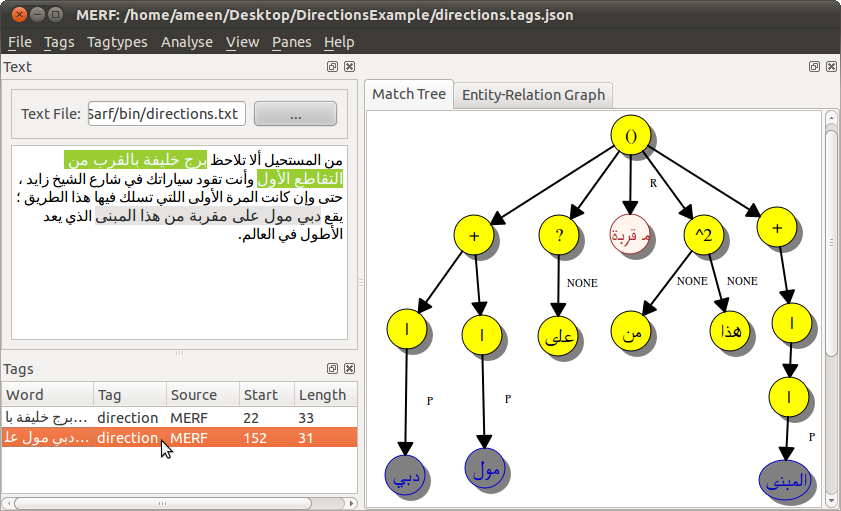 MERF: /home/ameen/Desktop/DirectionsExample/directions.tags.json
File Tags Tagtypes Analyse View Panes Help
Text
Text File: Sarf/bin/directions.txt ...
من المستحيل ألا تلاحظ برج خليفة بالقرب من
التقاطع الأول وأنت تقود سياراتك في شارع الشيخ زايد ،
حتى وإن كانت المرة الأولى اللتي تسلك فيها هذا الطريق ؛
يقع دبي مول على مقربة من هذا المبنى الذي يعد
الأطول في العالم.
Tags
Word Tag Source Start Length
برج خليفة با... direction MERF 22 33
دبي مول عل... direction MERF 152 31
Match Tree Entity-Relation Graph
()
R
+ ? مـ قربة ^2 +
NONE NONE NONE
ا ا على من هذا ا
ا
P P P
دبي مول المبنى